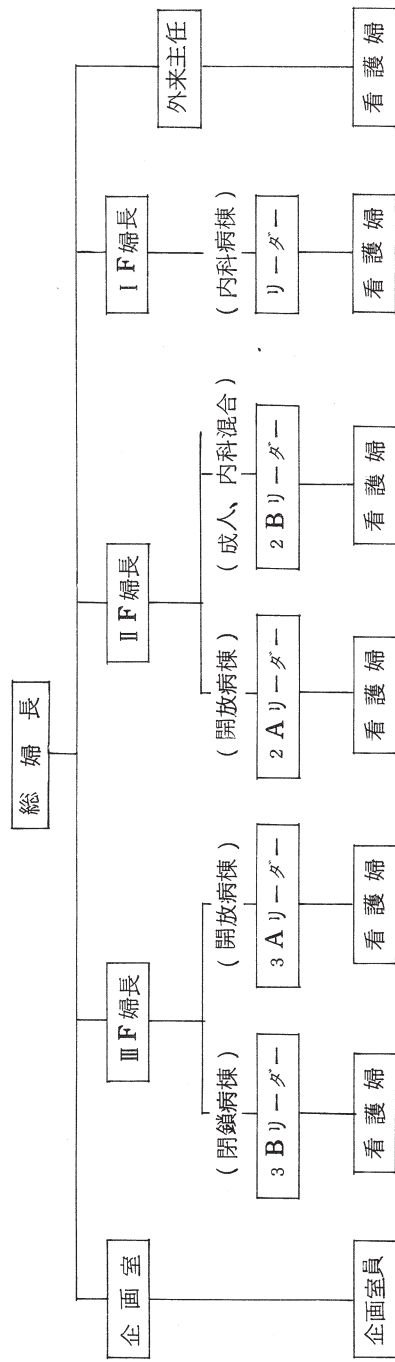 総婦長
企画室
ⅢF婦長
ⅡF婦長
ⅠF婦長
外来主任
(閉鎖病棟)
(開放病棟)
(開放病棟)
(成人、内科混合)
(内科病棟)
3Bリーダー
3Aリーダー
2Aリーダー
2Bリーダー
リーダー
企画室員
看護婦
看護婦
看護婦
看護婦
看護婦
看護婦